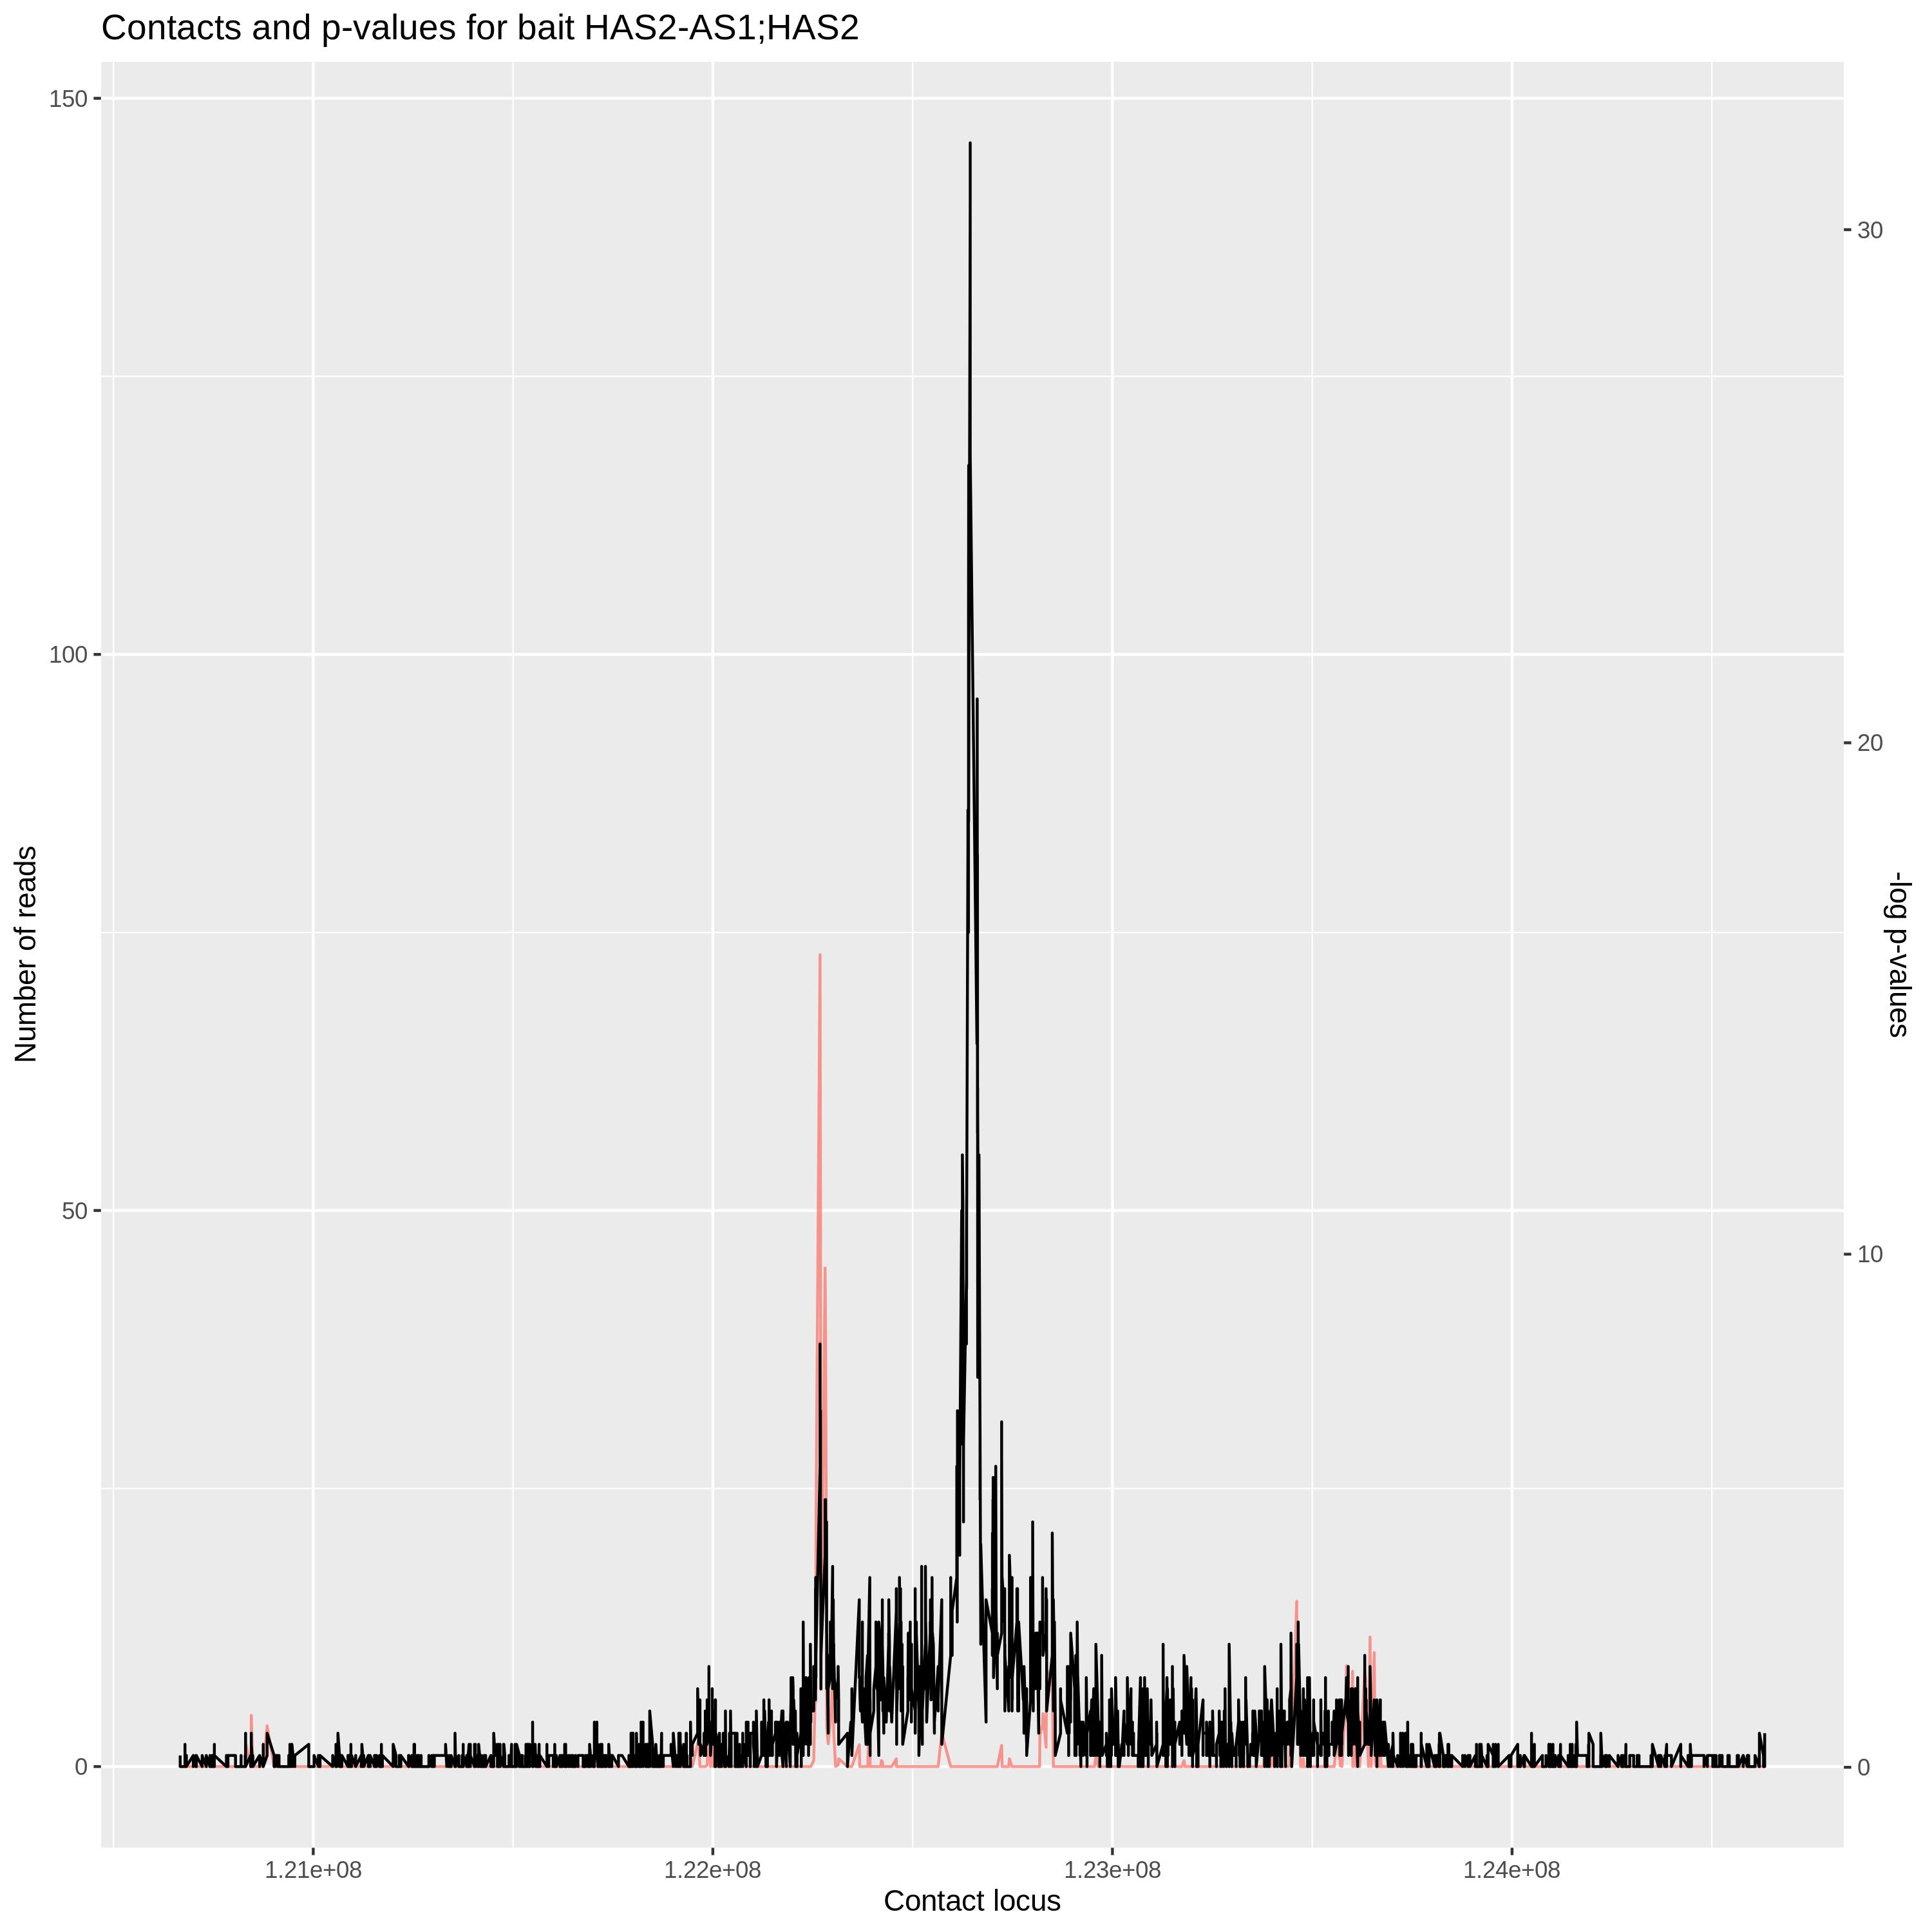 Contacts and p-values for bait HAS2-AS1;HAS2
150
100
50
0
Number of reads
30
20
10
0
-log p-values
1.21e+08
1.22e+08
1.23e+08
1.24e+08
Contact locus